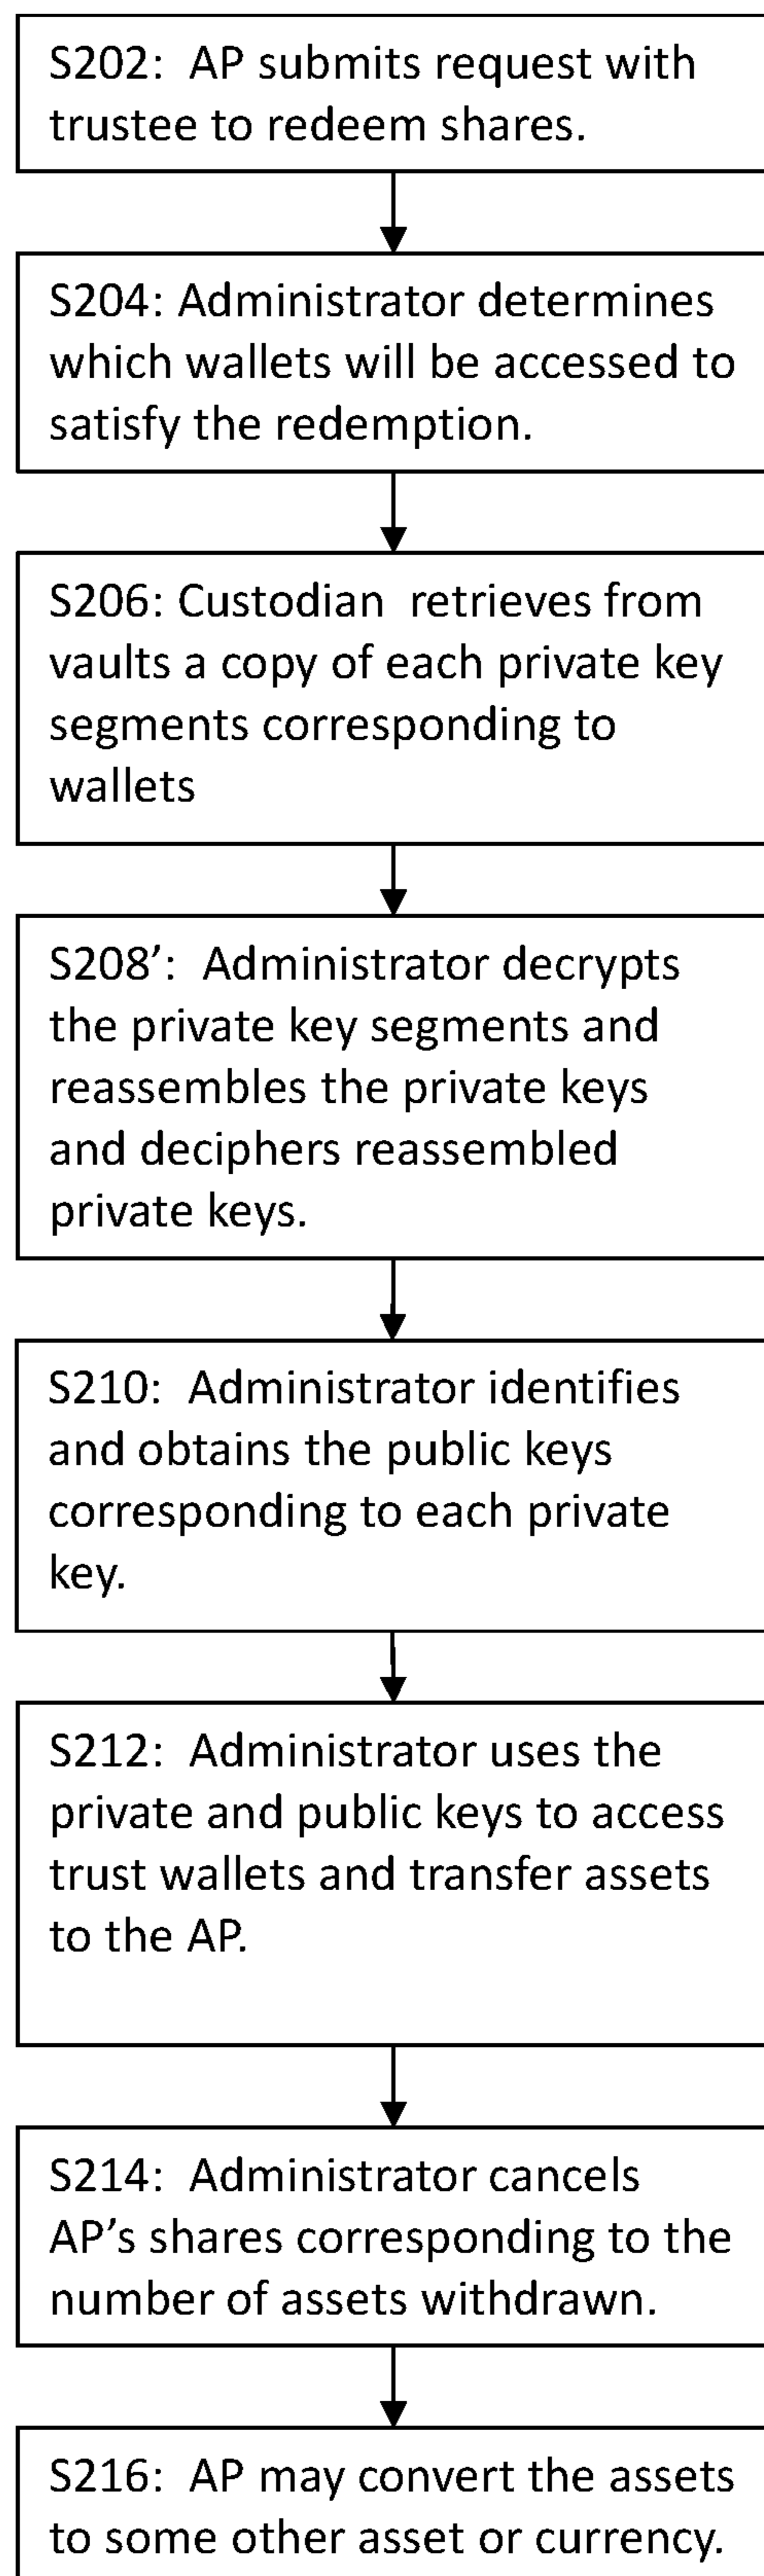 S202:  AP submits request with
trustee to redeem shares.
S204: Administrator determines
which wallets will be accessed to
satisfy the redemption.
S206: Custodian  retrieves from
vaults a copy of each private key
segments corresponding to
wallets
S208’:  Administrator decrypts
the private key segments and
reassembles the private keys
and deciphers reassembled
private keys.
S210:  Administrator identifies
and obtains the public keys
corresponding to each private
key.
S212:  Administrator uses the
private and public keys to access
trust wallets and transfer assets
to the AP.
S214:  Administrator cancels
AP’s shares corresponding to the
number of assets withdrawn.
S216:  AP may convert the assets
to some other asset or currency.